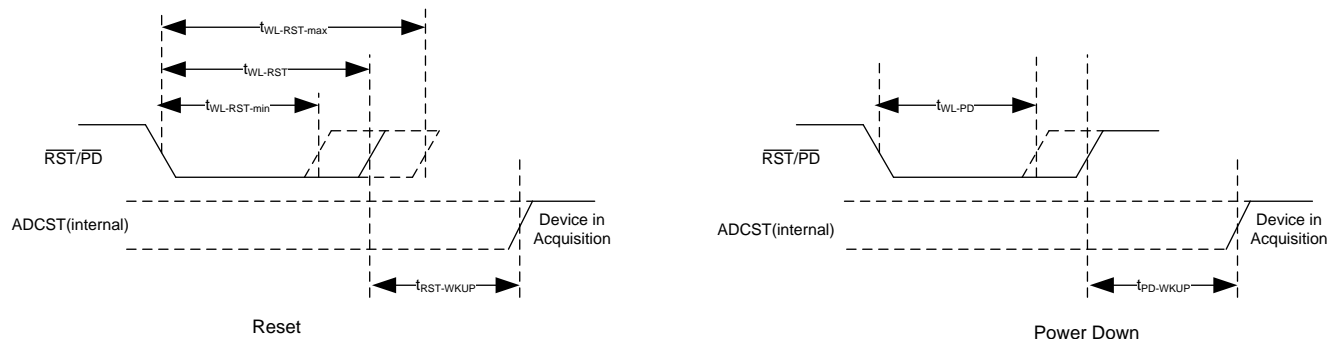 tWL-RST-max
tWL-RST
tWL-RST-min
RST/PD
ADCST(internal)
Device in
Acquisition
tRST-WKUP
Reset
tWL-PD
RST/PD
ADCST(internal)
Device in
Acquisition
tPD-WKUP
Power Down